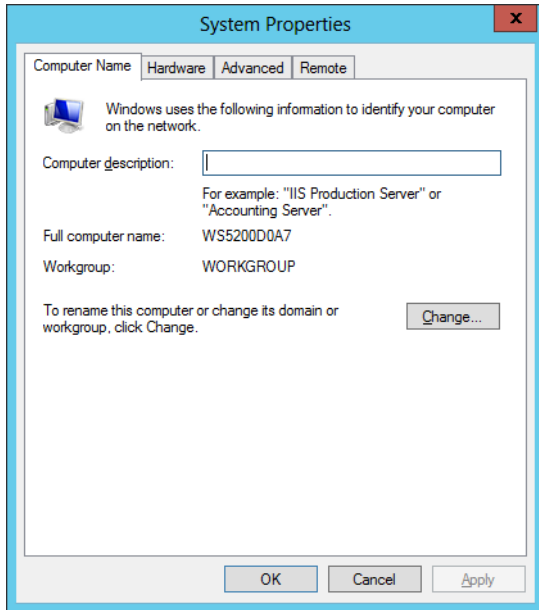 System Properties
x
Computer Name Hardware Advanced Remote
Windows uses the following information to identify your computer
on the network.
Computer description:
For example: "IIS Production Server" or
"Accounting Server".
Full computer name: WS5200D0A7
Workgroup: WORKGROUP
To rename this computer or change its domain or
workgroup, click Change.
Change...
OK Cancel Apply